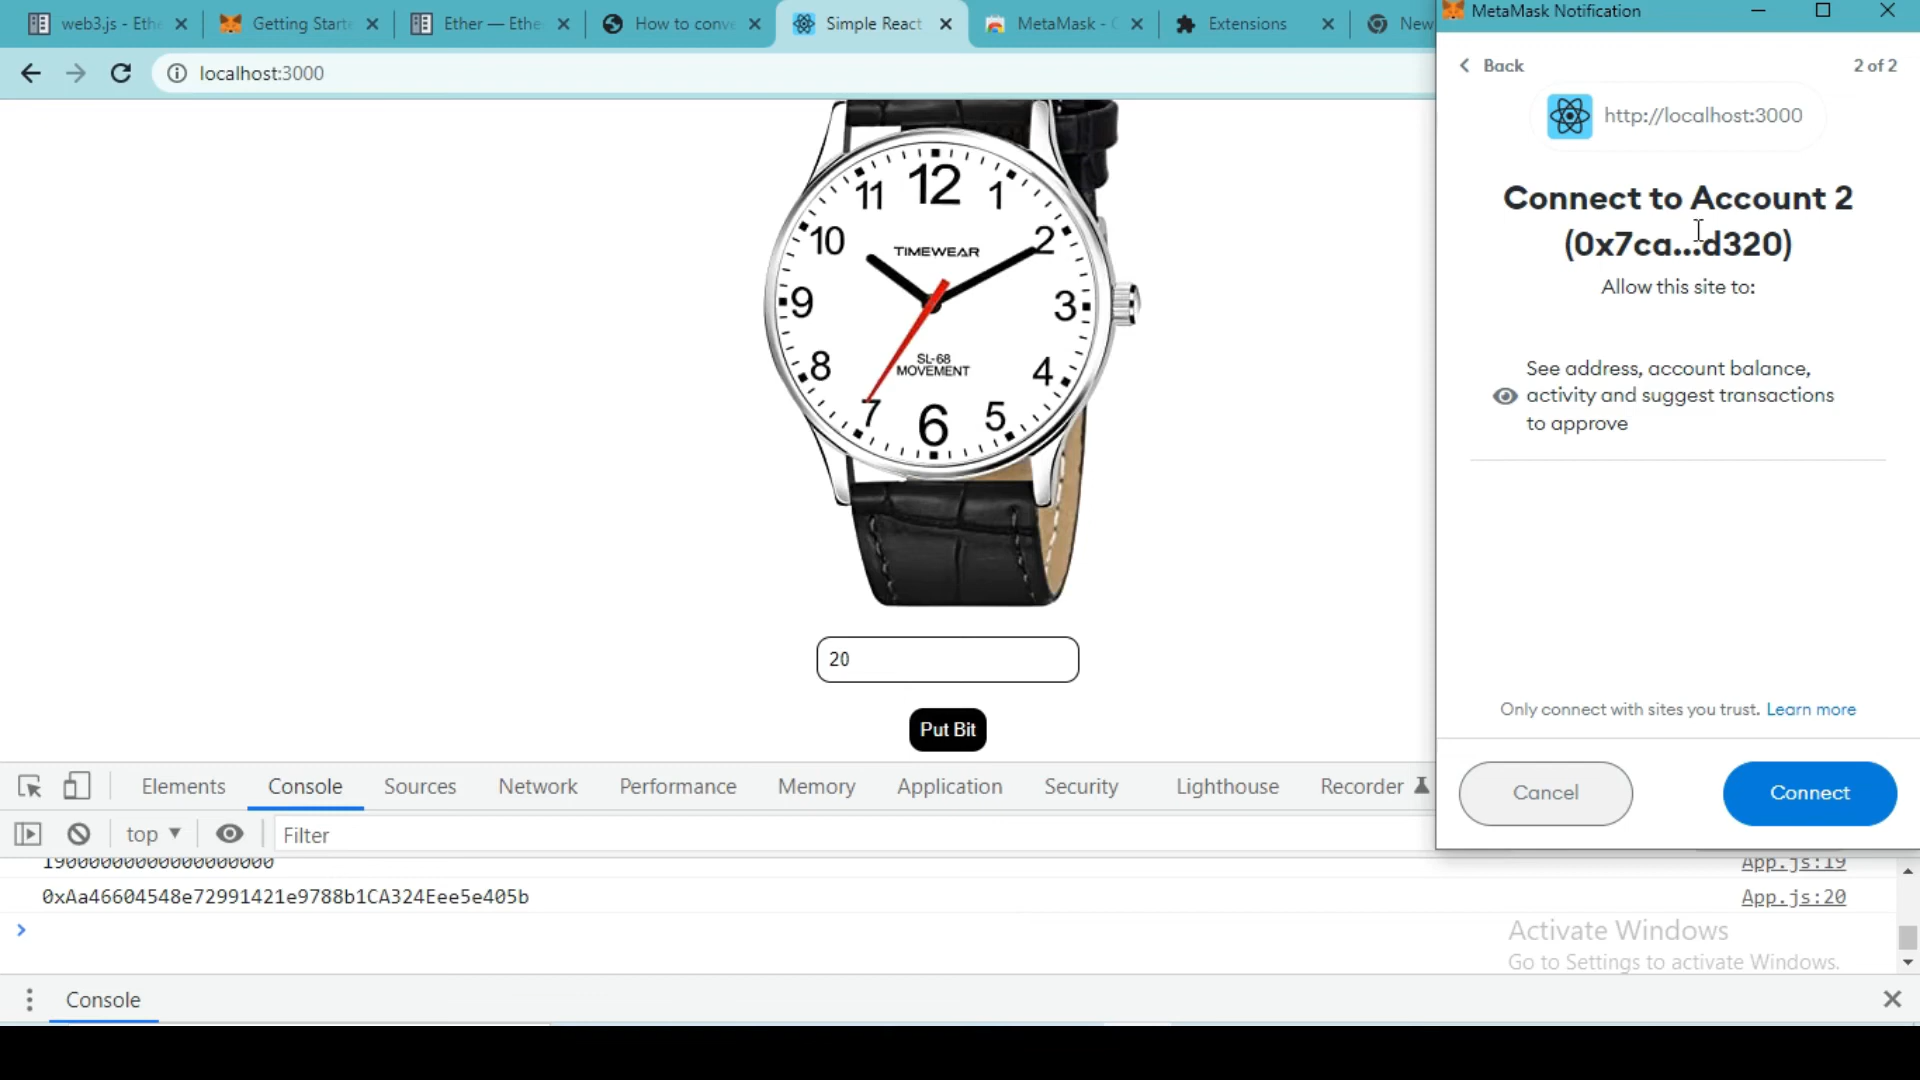 web3.js - Eth
Getting Starte
Ether — Ethe
How to conve
Simple React
MetaMask - C
Extensions
New
MetaMask Notification
localhost:3000
Back
2 of 2
http://localhost:3000
Connect to Account 2
(0x7ca...d320)
Allow this site to:
See address, account balance,
activity and suggest transactions
to approve
Only connect with sites you trust. Learn more
Cancel
Connect
12
11
1
10
2
TIMEWEAR
9
3
SL-68
MOVEMENT
8
4
7
5
6
20
Put Bit
Elements
Console
Sources
Network
Performance
Memory
Application
Security
Lighthouse
Recorder
top
Filter
App.js:19
0xAa46604548e72991421e9788b1CA324Eee5e405b
App.js:20
Activate Windows
Go to Settings to activate Windows.
Console